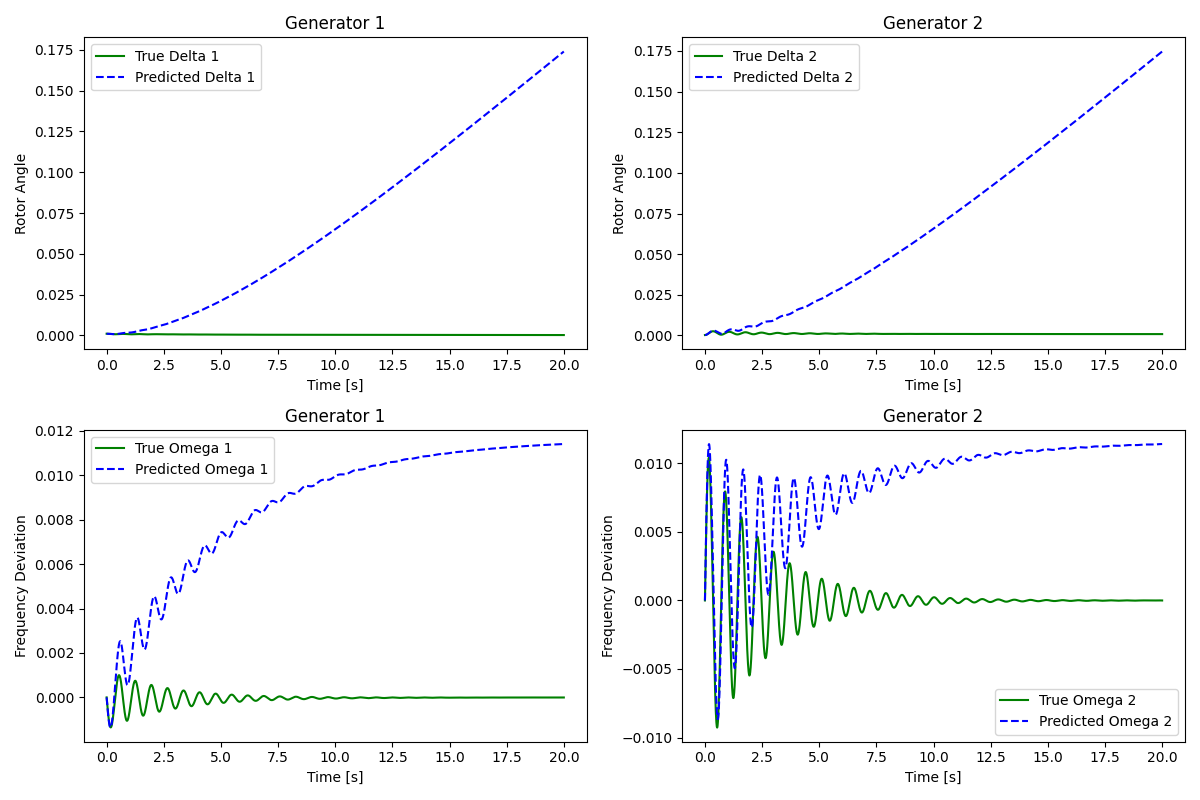 Generator 1
Rotor Angle
0.175
0.150
0.125
0.100
0.075
0.050
0.025
0.000
True Delta 1
Predicted Delta 1
0.0 2.5 5.0 7.5 10.0 12.5 15.0 17.5 20.0
Time [s]
Generator 2
Rotor Angle
0.175
0.150
0.125
0.100
0.075
0.050
0.025
0.000
True Delta 2
Predicted Delta 2
0.0 2.5 5.0 7.5 10.0 12.5 15.0 17.5 20.0
Time [s]
Generator 1
Frequency Deviation
0.012
0.010
0.008
0.006
0.004
0.002
0.000
True Omega 1
Predicted Omega 1
0.0 2.5 5.0 7.5 10.0 12.5 15.0 17.5 20.0
Time [s]
Generator 2
Frequency Deviation
0.010
0.005
0.000
−0.005
−0.010
True Omega 2
Predicted Omega 2
0.0 2.5 5.0 7.5 10.0 12.5 15.0 17.5 20.0
Time [s]